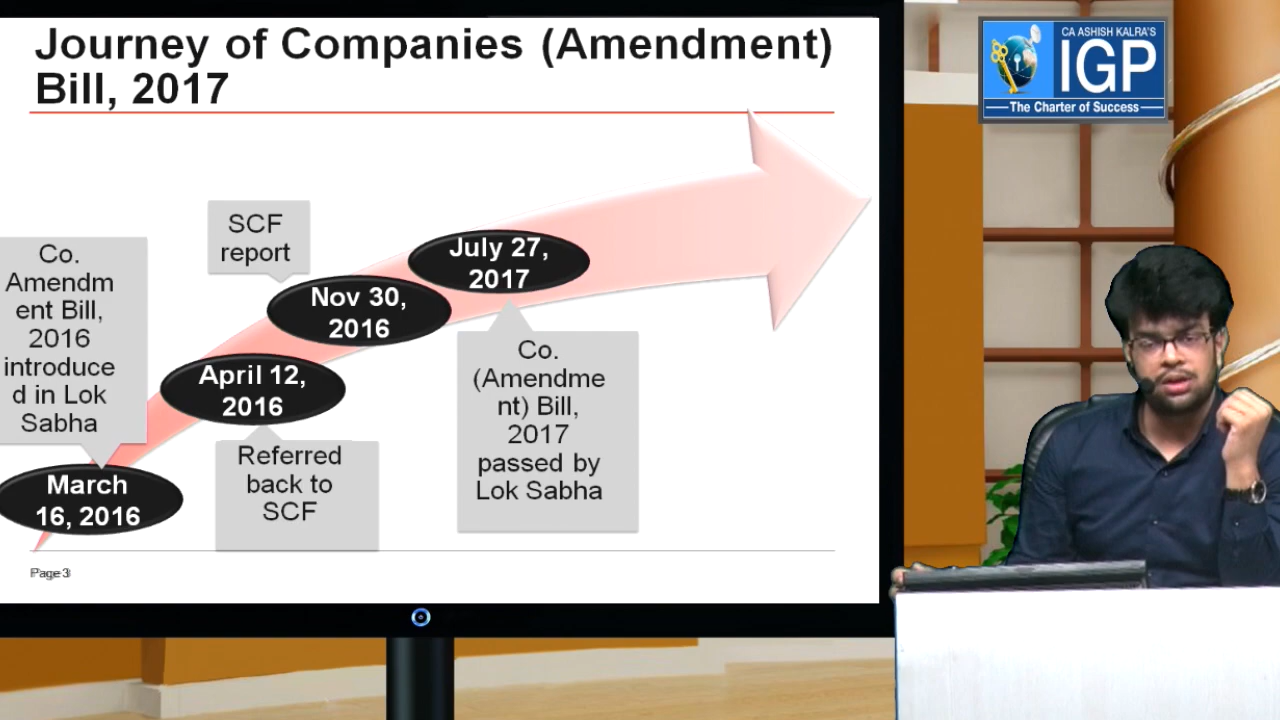 Journey of Companies (Amendment)
Bill, 2017
CA ASHISH KALRA'S
IGP
The Charter of Success
Co.
Amendm
ent Bill,
2016
introduce
d in Lok
Sabha
March
16, 2016
April 12,
2016
Referred
back to
SCF
SCF
report
Nov 30,
2016
July 27,
2017
Co.
(Amendme
nt) Bill,
2017
passed by
Lok Sabha
Page 3